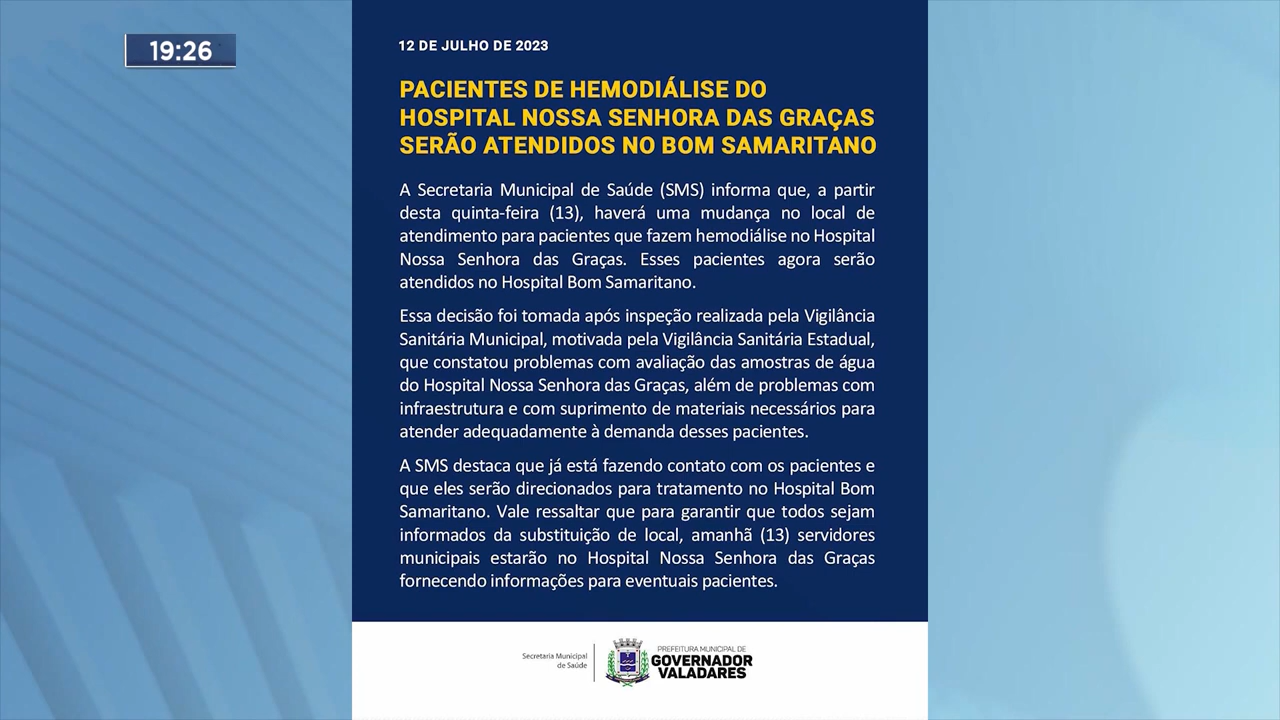 19:26
12 DE JULHO DE 2023
PACIENTES DE HEMODIÁLISE DO
HOSPITAL NOSSA SENHORA DAS GRAÇAS
SERÃO ATENDIDOS NO BOM SAMARITANO
A Secretaria Municipal de Saúde (SMS) informa que, a partir
desta quinta-feira (13), haverá uma mudança no local de
atendimento para pacientes que fazem hemodiálise no Hospital
Nossa Senhora das Graças. Esses pacientes agora serão
atendidos no Hospital Bom Samaritano.
Essa decisão foi tomada após inspeção realizada pela Vigilância
Sanitária Municipal, motivada pela Vigilância Sanitária Estadual,
que constatou problemas com avaliação das amostras de água
do Hospital Nossa Senhora das Graças, além de problemas com
infraestrutura e com suprimento de materiais necessários para
atender adequadamente à demanda desses pacientes.
A SMS destaca que já está fazendo contato com os pacientes e
que eles serão direcionados para tratamento no Hospital Bom
Samaritano. Vale ressaltar que para garantir que todos sejam
informados da substituição de local, amanhã (13) servidores
municipais estarão no Hospital Nossa Senhora das Graças
fornecendo informações para eventuais pacientes.
Secretaria Municipal
de Saúde
PREFEITURA MUNICIPAL DE
GOVERNADOR
VALADARES